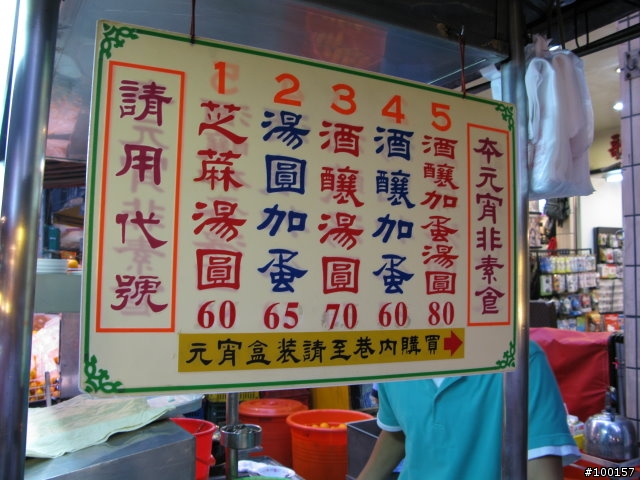 請用代號
1
芝蔴湯圓
60
2
湯圓加蛋
65
3
酒釀湯圓
70
4
酒釀加蛋
60
5
酒釀加蛋湯圓
80
本元宵非素食
元宵盒裝請至巷內購買
#100157